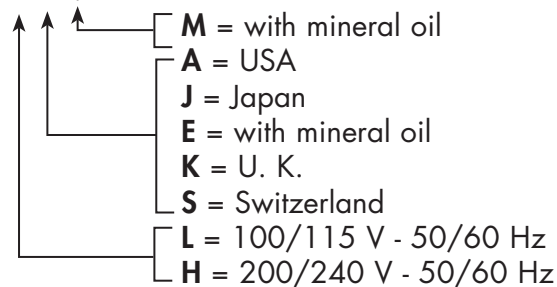 M = with mineral oil
A = USA
J = Japan
E = with mineral oil
K = U. K.
S = Switzerland
L = 100/115 V - 50/60 Hz
H = 200/240 V - 50/60 Hz